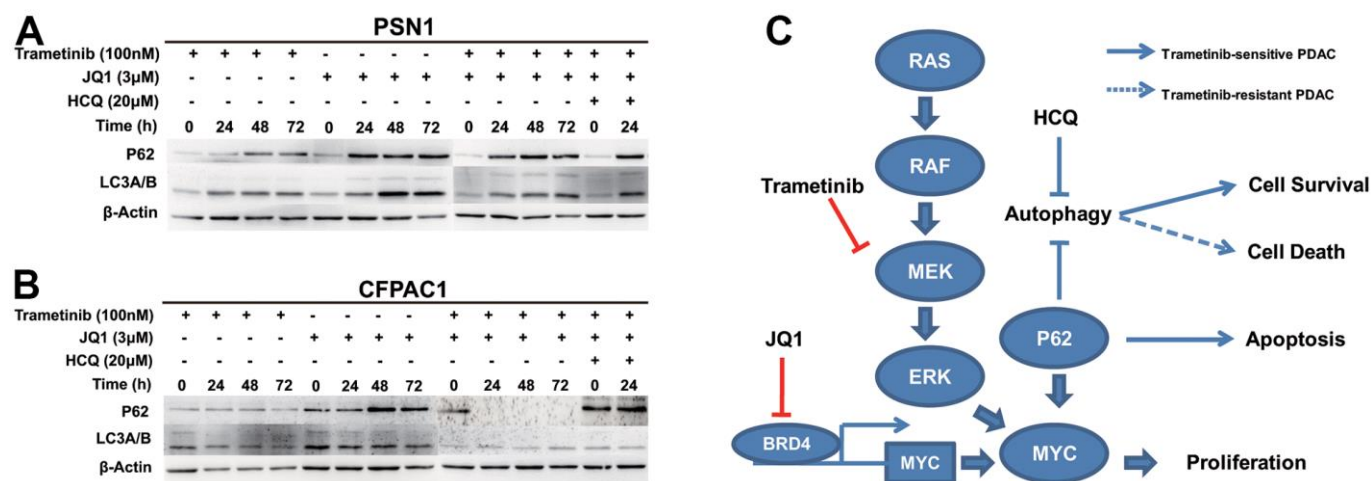 A
PSN1
Trametinib (100nM) + + + + - - - - + + + + + +
JQ1 (3μM) - - - - + + + + + + + + + +
HCQ (20μM) - - - - - - - - - - - - + +
Time (h) 0 24 48 72 0 24 48 72 0 24 48 72 0 24
P62
LC3A/B
β-Actin
B
CFPAC1
Trametinib (100nM) + + + + - - - - + + + + + +
JQ1 (3μM) - - - - + + + + + + + + + +
HCQ (20μM) - - - - - - - - - - - - + +
Time (h) 0 24 48 72 0 24 48 72 0 24 48 72 0 24
P62
LC3A/B
β-Actin
C
RAS
Trametinib-sensitive PDAC
Trametinib-resistant PDAC
HCQ
RAF
Trametinib
Cell Survival
Autophagy
Cell Death
MEK
JQ1
P62
Apoptosis
ERK
BRD4
MYC
MYC
Proliferation